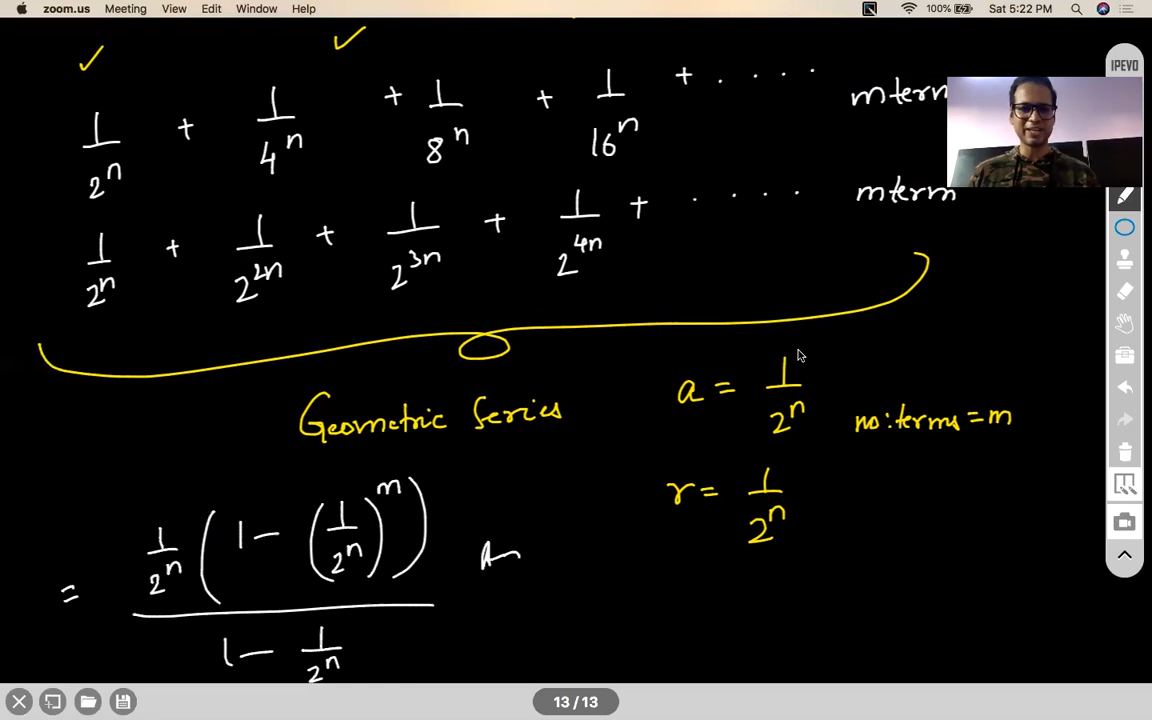 zoom.us Meeting View Edit Window Help 100% Sat 5:22 PM
IPEVO
1/2^n + 1/4^n + 1/8^n + 1/16^n + . . . . mterm
1/2^n + 1/2^2n + 1/2^3n + 1/2^4n + . . . . mterm
Geometric Series
a = 1/2^n
no:terms = m
r = 1/2^n
= 1/2^n (1 - (1/2^n)^m) / 1 - 1/2^n
13 / 13